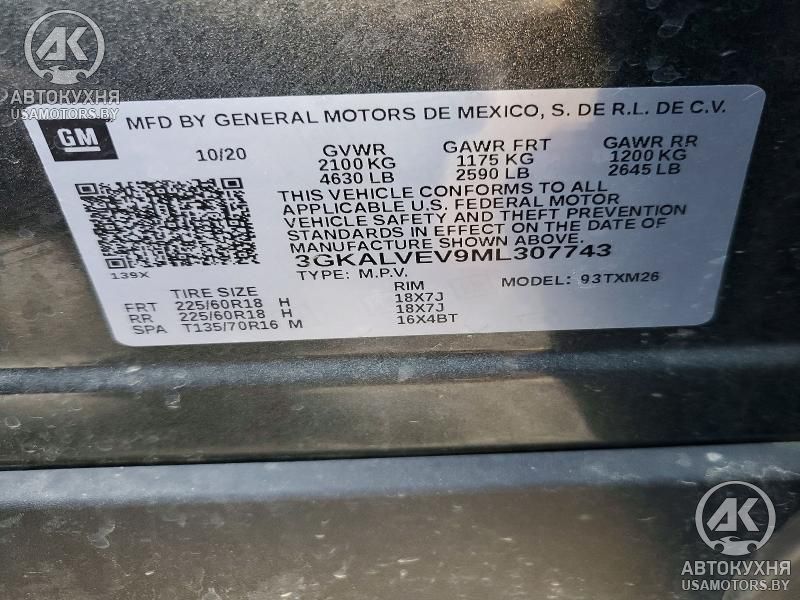 AK
АВТОКУХНЯ
USAMOTORS.BY
GM MFD BY GENERAL MOTORS DE MEXICO, S. DE R.L. DE C.V.
10/20 GVWR GAWR FRT GAWR RR
2100 KG 1175 KG 1200 KG
4630 LB 2590 LB 2645 LB
THIS VEHICLE CONFORMS TO ALL
APPLICABLE U.S. FEDERAL MOTOR
VEHICLE SAFETY AND THEFT PREVENTION
STANDARDS IN EFFECT ON THE DATE OF
MANUFACTURE SHOWN ABOVE.
139X 3GKALVEV9ML307743
TYPE: M.P.V. MODEL: 93TXM26
TIRE SIZE RIM
FRT 225/60R18 H 18X7J
RR 225/60R18 H 18X7J
SPA T135/70R16 M 16X4BT
AK
АВТОКУХНЯ
USAMOTORS.BY